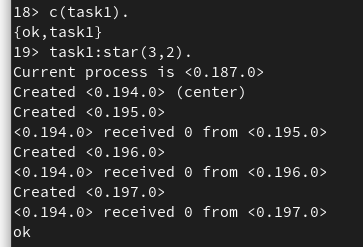 18> c(task1).
{ok,task1}
19> task1:star(3,2).
Current process is <0.187.0>
Created <0.194.0> (center)
Created <0.195.0>
<0.194.0> received 0 from <0.195.0>
Created <0.196.0>
<0.194.0> received 0 from <0.196.0>
Created <0.197.0>
<0.194.0> received 0 from <0.197.0>
ok